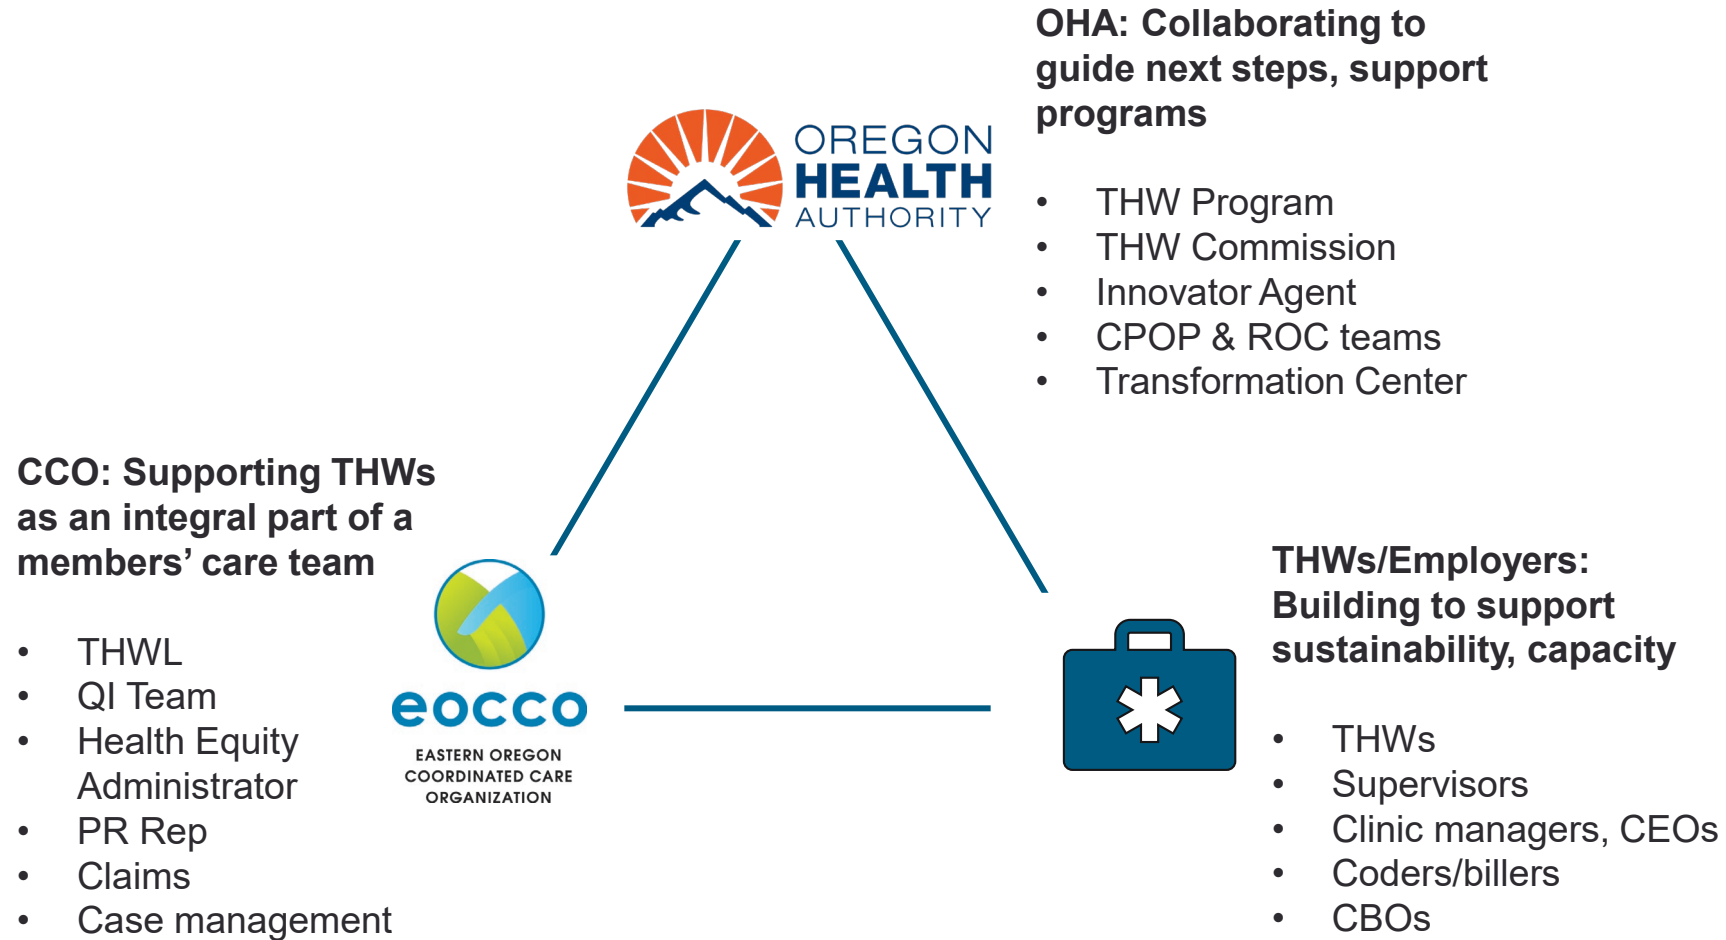 OHA: Collaborating to
guide next steps, support
programs
• THW Program
• THW Commission
• Innovator Agent
• CPOP & ROC teams
• Transformation Center
OREGON
HEALTH
AUTHORITY
CCO: Supporting THWs
as an integral part of a
members’ care team
• THWL
• QI Team
• Health Equity
Administrator
• PR Rep
• Claims
• Case management
eocco
EASTERN OREGON
COORDINATED CARE
ORGANIZATION
THWs/Employers:
Building to support
sustainability, capacity
• THWs
• Supervisors
• Clinic managers, CEOs
• Coders/billers
• CBOs